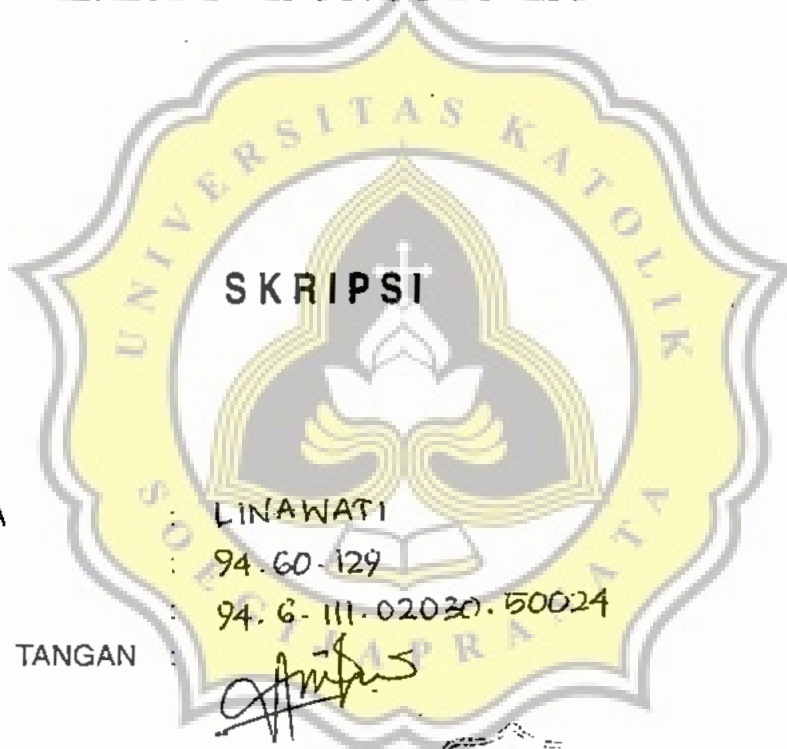 UNIVERSITAS KATOLIK
SKRIPSI
A : LINAWATI
: 94.60.129
: 94.6.111.02030.50024
TANGAN :
SOEGIJAPRANATA